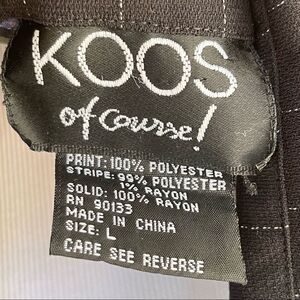 KOOS
of course!
PRINT: 100% POLYESTER
STRIPE: 99% POLYESTER
1% RAYON
SOLID: 100% RAYON
RN 90133
MADE IN CHINA
SIZE: L
CARE SEE REVERSE